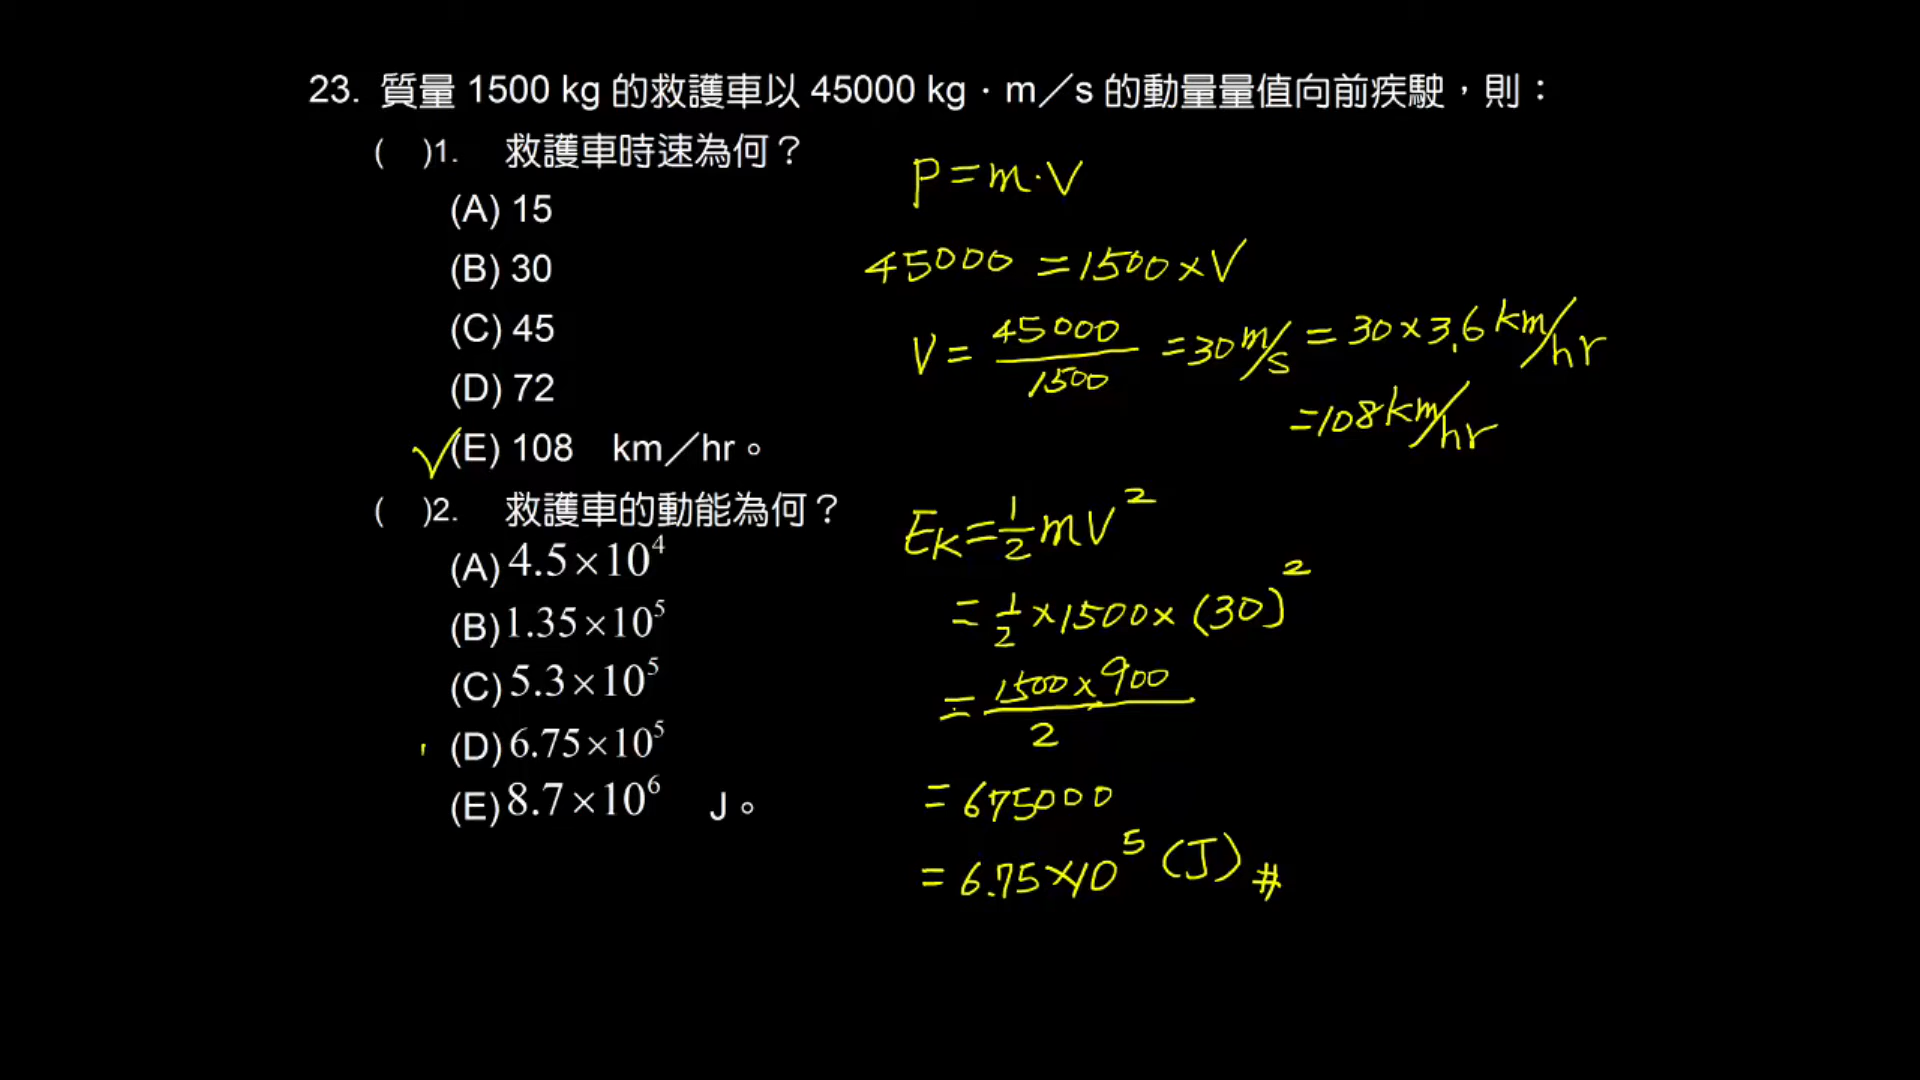 23. 質量 1500 kg 的救護車以 45000 kg．m／s 的動量量值向前疾駛，則：
( )1. 救護車時速為何？
(A) 15
(B) 30
(C) 45
(D) 72
(E) 108 km／hr。
( )2. 救護車的動能為何？
(A) 4.5×10⁴
(B) 1.35×10⁵
(C) 5.3×10⁵
(D) 6.75×10⁵
(E) 8.7×10⁶ J。
P=m·V
45000 =1500×V
V= 45000/1500 =30 m/s = 30×3.6 km/hr
=108 km/hr
EK=1/2 mV²
= 1/2 ×1500× (30)²
= 1500×900/2
= 675000
= 6.75×10⁵ (J) #